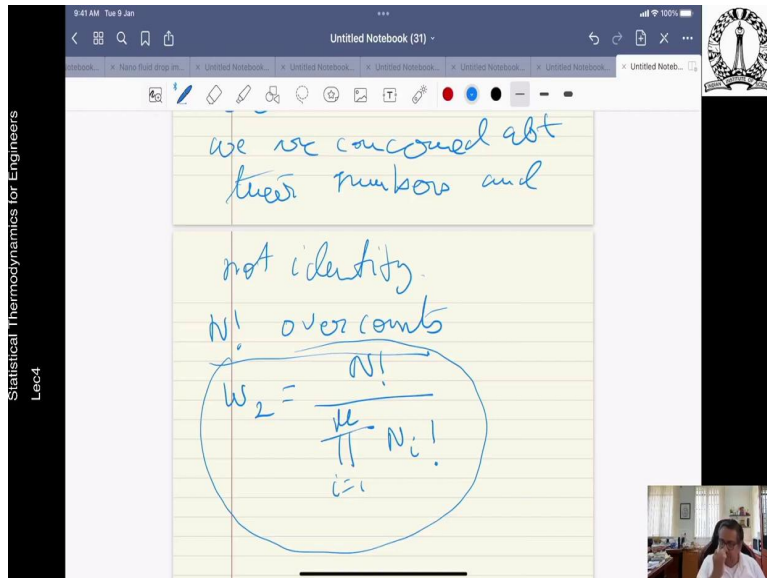 9:41 AM Tue 9 Jan
100%
Untitled Notebook (31)
Nano fluid drop im...
Untitled Notebook...
Untitled Notebook...
Untitled Notebook...
Untitled Notebook...
Untitled Notebook...
Untitled Noteb...
Statistical Thermodynamics for Engineers
Lec4
we are concerned abt
their numbers and
not identity.
N! overcounts
W₂ = N! / ∏ Nᵢ!